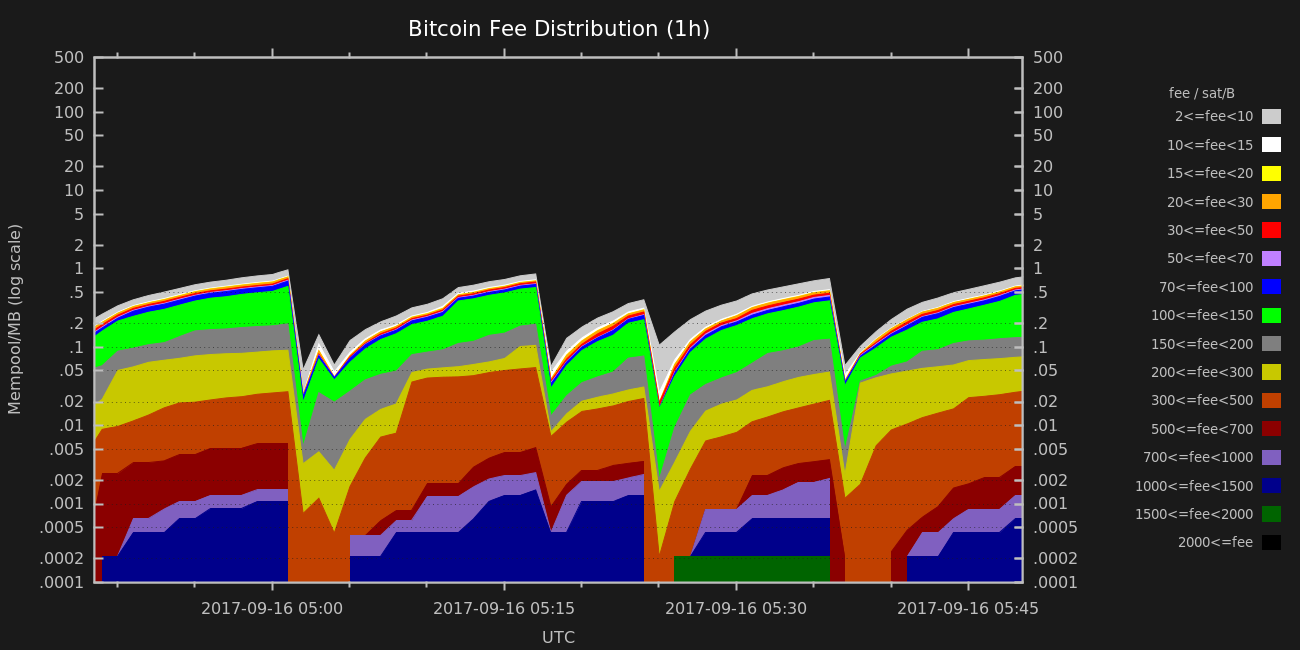 Bitcoin Fee Distribution (1h)
500
200
100
50
20
10
5
2
1
.5
.2
.1
.05
.02
.01
.005
.002
.001
.0005
.0002
.0001
Mempool/MB (log scale)
500
200
100
50
20
10
5
2
1
.5
.2
.1
.05
.02
.01
.005
.002
.001
.0005
.0002
.0001
2017-09-16 05:00
2017-09-16 05:15
2017-09-16 05:30
2017-09-16 05:45
UTC
fee / sat/B
2<=fee<10
10<=fee<15
15<=fee<20
20<=fee<30
30<=fee<50
50<=fee<70
70<=fee<100
100<=fee<150
150<=fee<200
200<=fee<300
300<=fee<500
500<=fee<700
700<=fee<1000
1000<=fee<1500
1500<=fee<2000
2000<=fee